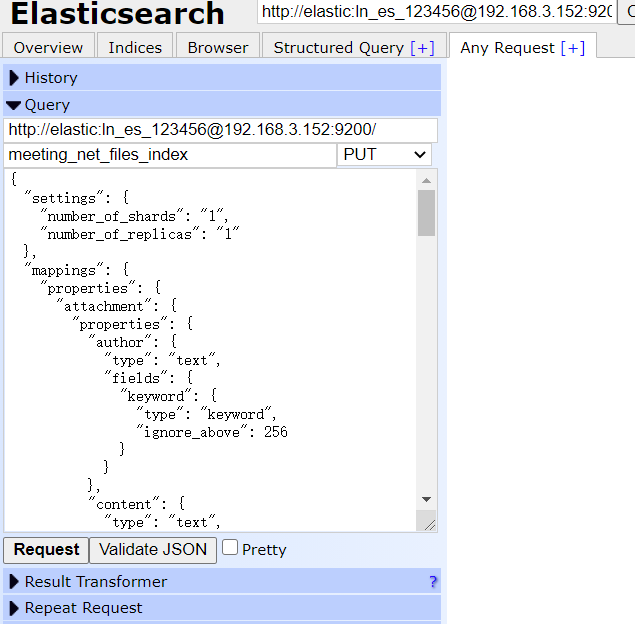 Elasticsearch
http://elastic:ln_es_123456@192.168.3.152:920
Overview Indices Browser Structured Query [+] Any Request [+]
History
Query
http://elastic:ln_es_123456@192.168.3.152:9200/
meeting_net_files_index PUT
{
"settings": {
"number_of_shards": "1",
"number_of_replicas": "1"
},
"mappings": {
"properties": {
"attachment": {
"properties": {
"author": {
"type": "text",
"fields": {
"keyword": {
"type": "keyword",
"ignore_above": 256
}
}
},
"content": {
"type": "text",
Request Validate JSON Pretty
Result Transformer ?
Repeat Request